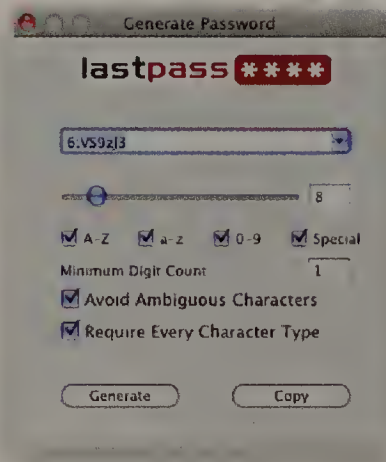 Generate Password
lastpass ****
6:VS9zl3
8
A-Z a-z 0-9 Special
Minimum Digit Count 1
Avoid Ambiguous Characters
Require Every Character Type
Generate Copy